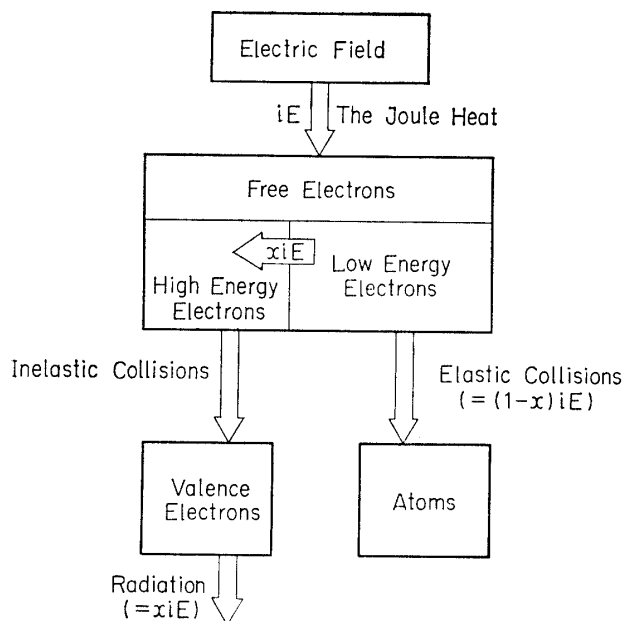 Electric Field
iE The Joule Heat
Free Electrons
xiE
Low Energy
Electrons
High Energy
Electrons
Inelastic Collisions
Elastic Collisions
(=(1-x)iE)
Valence
Electrons
Atoms
Radiation
(=xiE)